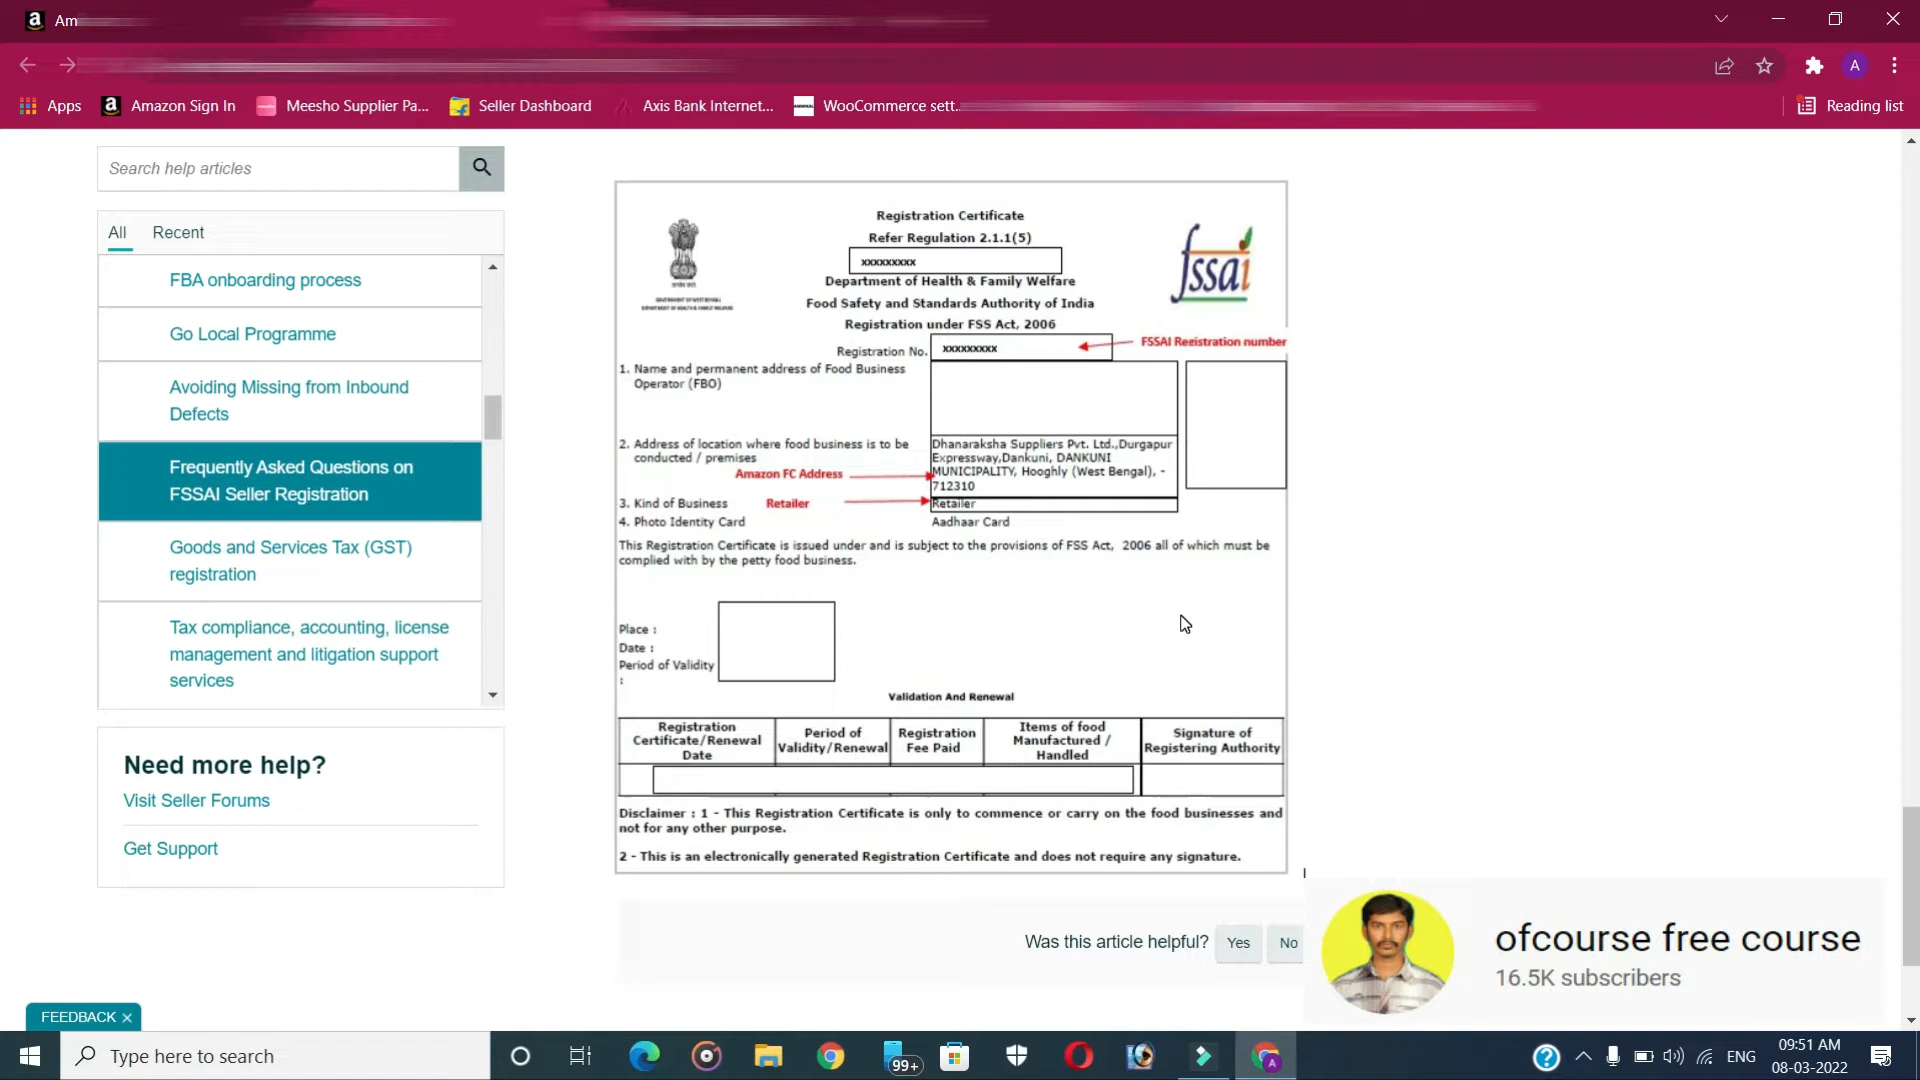 Am
Apps
Amazon Sign In
Meesho Supplier Pa...
Seller Dashboard
Axis Bank Internet...
WooCommerce sett...
Reading list
A
Search help articles
All
Recent
FBA onboarding process
Go Local Programme
Avoiding Missing from Inbound
Defects
Frequently Asked Questions on
FSSAI Seller Registration
Goods and Services Tax (GST)
registration
Tax compliance, accounting, license
management and litigation support
services
Need more help?
Visit Seller Forums
Get Support
FEEDBACK ×
Registration Certificate
Refer Regulation 2.1.1(5)
xxxxxxxxx
Department of Health & Family Welfare
Food Safety and Standards Authority of India
Registration under FSS Act, 2006
सत्यमेव जयते
GOVERNMENT OF WEST BENGAL
DEPARTMENT OF HEALTH & FAMILY WELFARE
fssai
Registration No. xxxxxxxxx
FSSAI Registration number
1. Name and permanent address of Food Business
Operator (FBO)
2. Address of location where food business is to be
conducted / premises
Amazon FC Address
Dhanaraksha Suppliers Pvt. Ltd.,Durgapur
Expressway,Dankuni, DANKUNI
MUNICIPALITY, Hooghly (West Bengal), -
712310
3. Kind of Business Retailer Retailer
4. Photo Identity Card Aadhaar Card
This Registration Certificate is issued under and is subject to the provisions of FSS Act, 2006 all of which must be
complied with by the petty food business.
Place :
Date :
Period of Validity
:
Validation And Renewal
Registration
Certificate/Renewal
Date
Period of
Validity/Renewal
Registration
Fee Paid
Items of food
Manufactured /
Handled
Signature of
Registering Authority
Disclaimer : 1 - This Registration Certificate is only to commence or carry on the food businesses and
not for any other purpose.
2 - This is an electronically generated Registration Certificate and does not require any signature.
Was this article helpful? Yes No
ofcourse free course
16.5K subscribers
Type here to search
99+
ENG
09:51 AM
08-03-2022